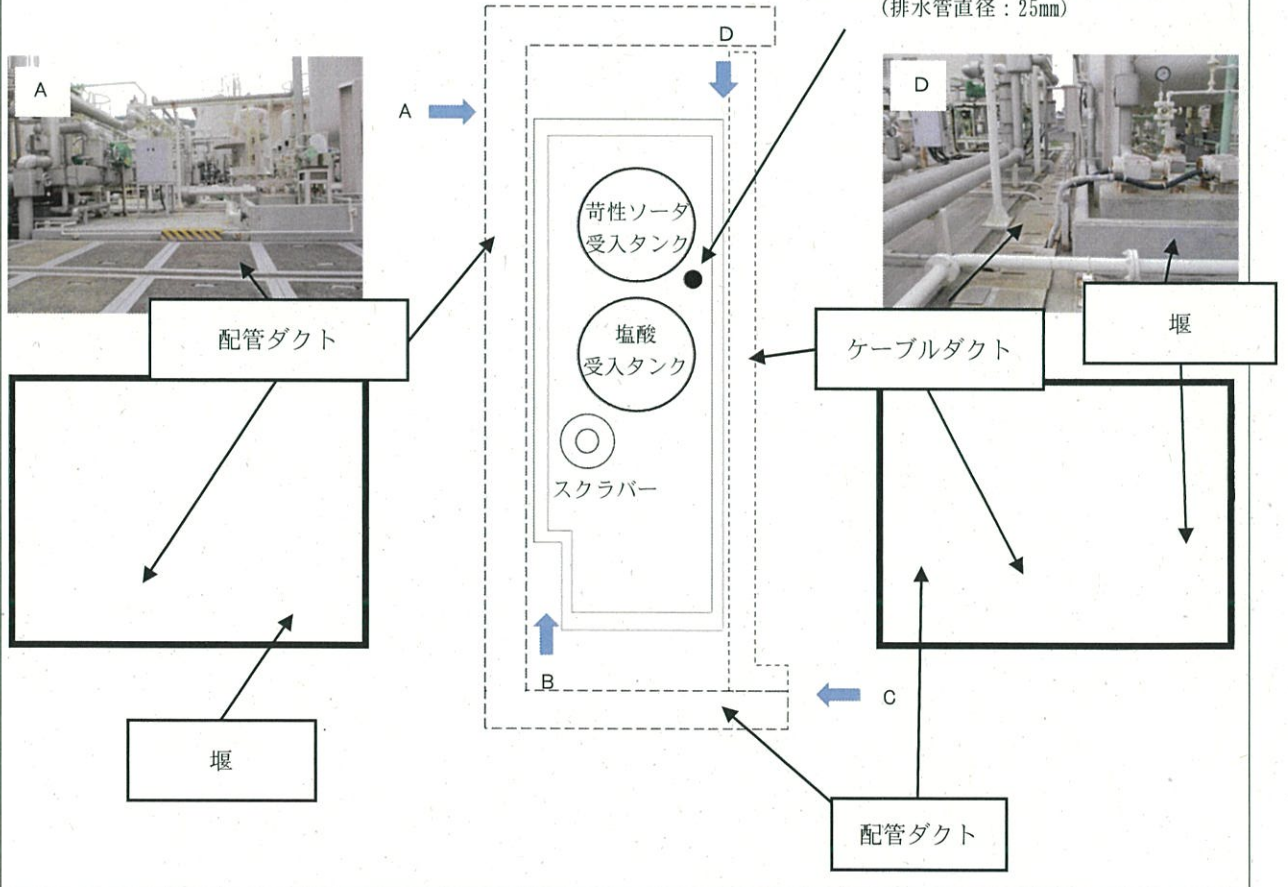 (排水管直径：25mm)
D
A
A
D
苛性ソーダ
受入タンク
塩酸
受入タンク
配管ダクト
ケーブルダクト
堰
スクラバー
B
C
堰
配管ダクト